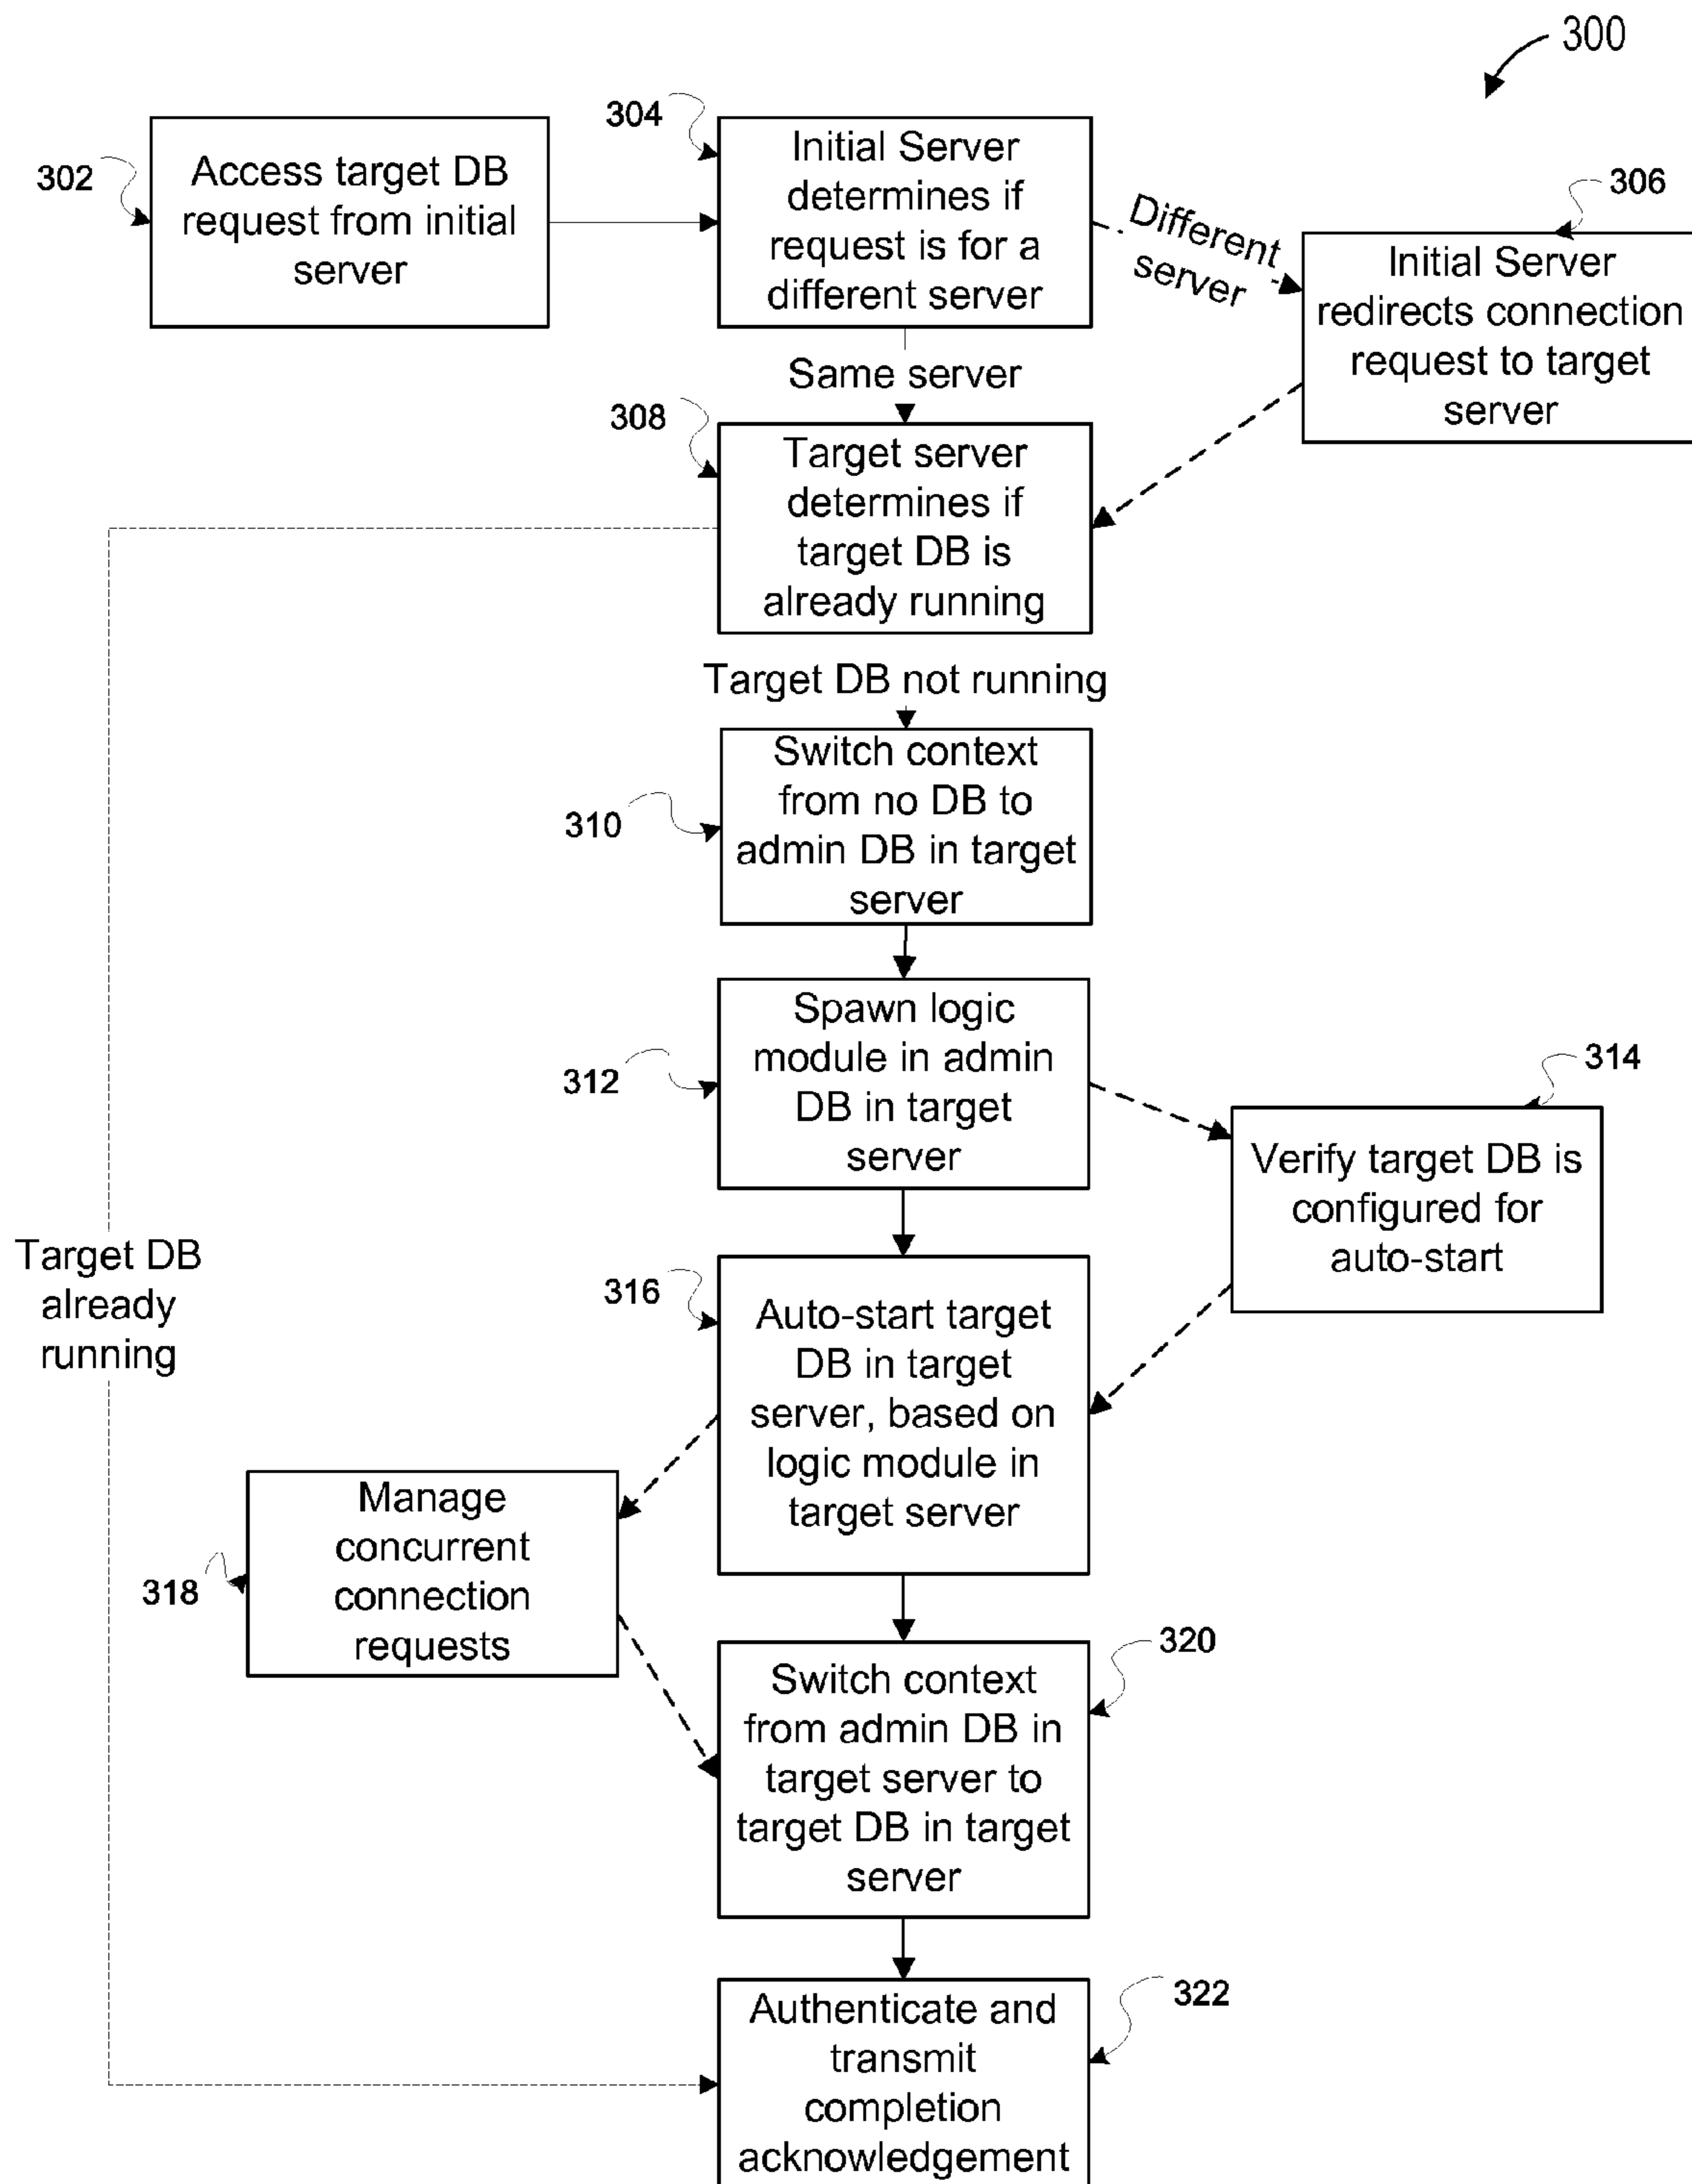 300
302
Access target DB
request from initial
server
304
Initial Server
determines if
request is for a
different server
Different
server
306
Initial Server
redirects connection
request to target
server
Same server
308
Target server
determines if
target DB is
already running
Target DB not running
310
Switch context
from no DB to
admin DB in target
server
312
Spawn logic
module in admin
DB in target
server
314
Verify target DB is
configured for
auto-start
Target DB
already
running
316
Auto-start target
DB in target
server, based on
logic module in
target server
318
Manage
concurrent
connection
requests
320
Switch context
from admin DB in
target server to
target DB in target
server
322
Authenticate and
transmit
completion
acknowledgement